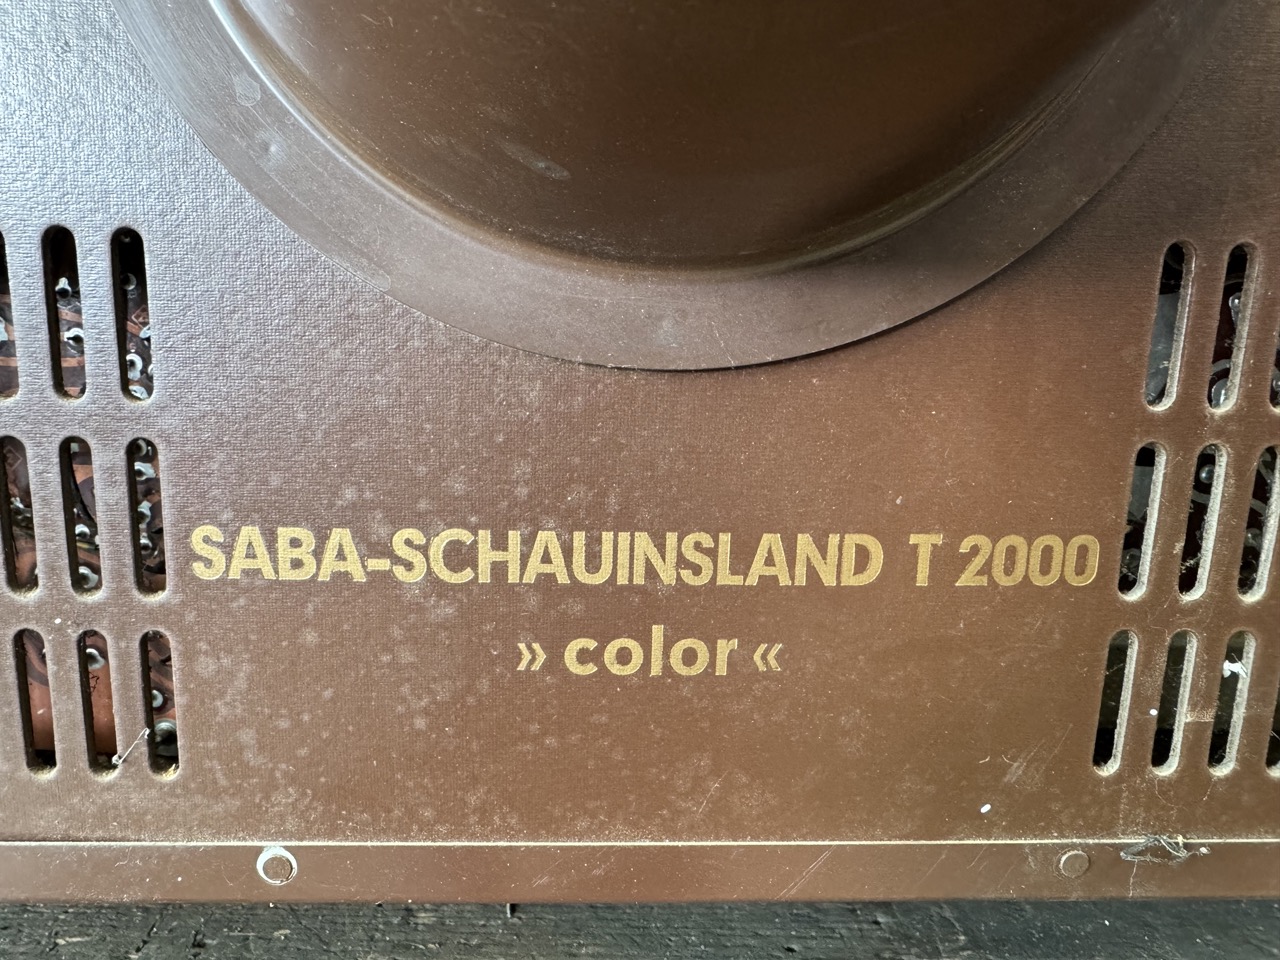 SABA-SCHAUINSLAND T 2000
» color «